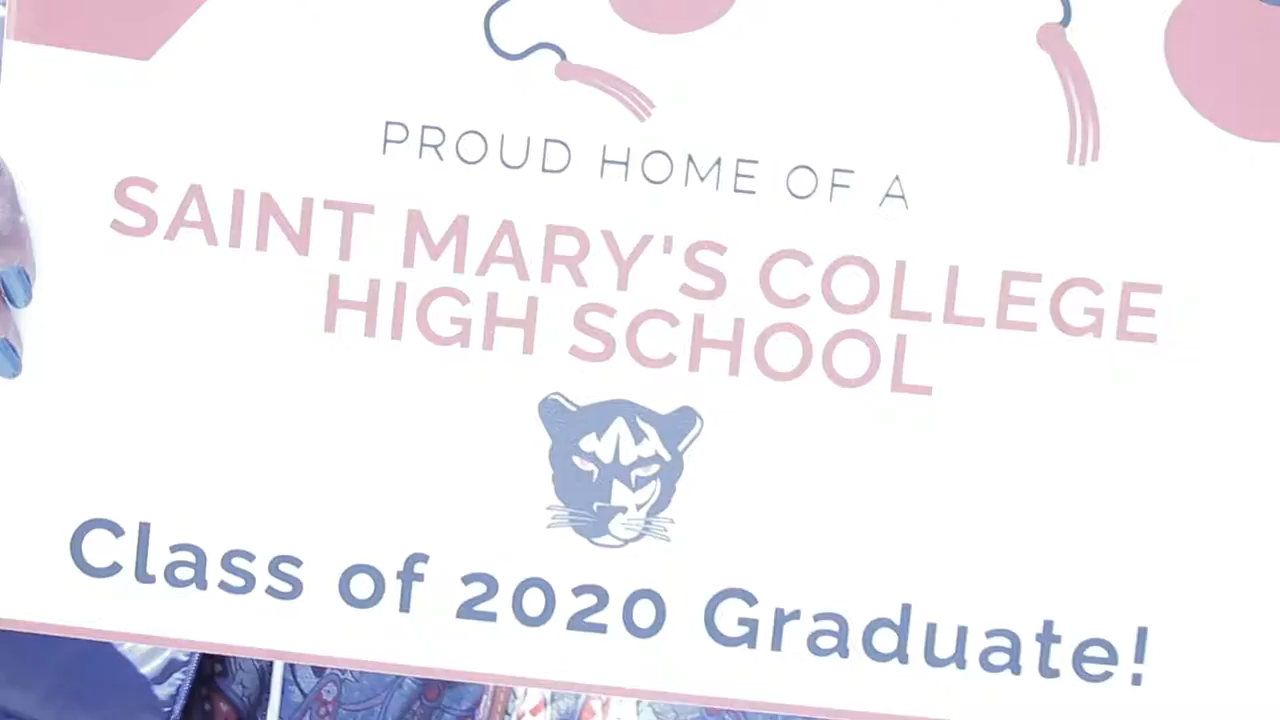 PROUD HOME OF A
SAINT MARY'S COLLEGE
HIGH SCHOOL
Class of 2020 Graduate!